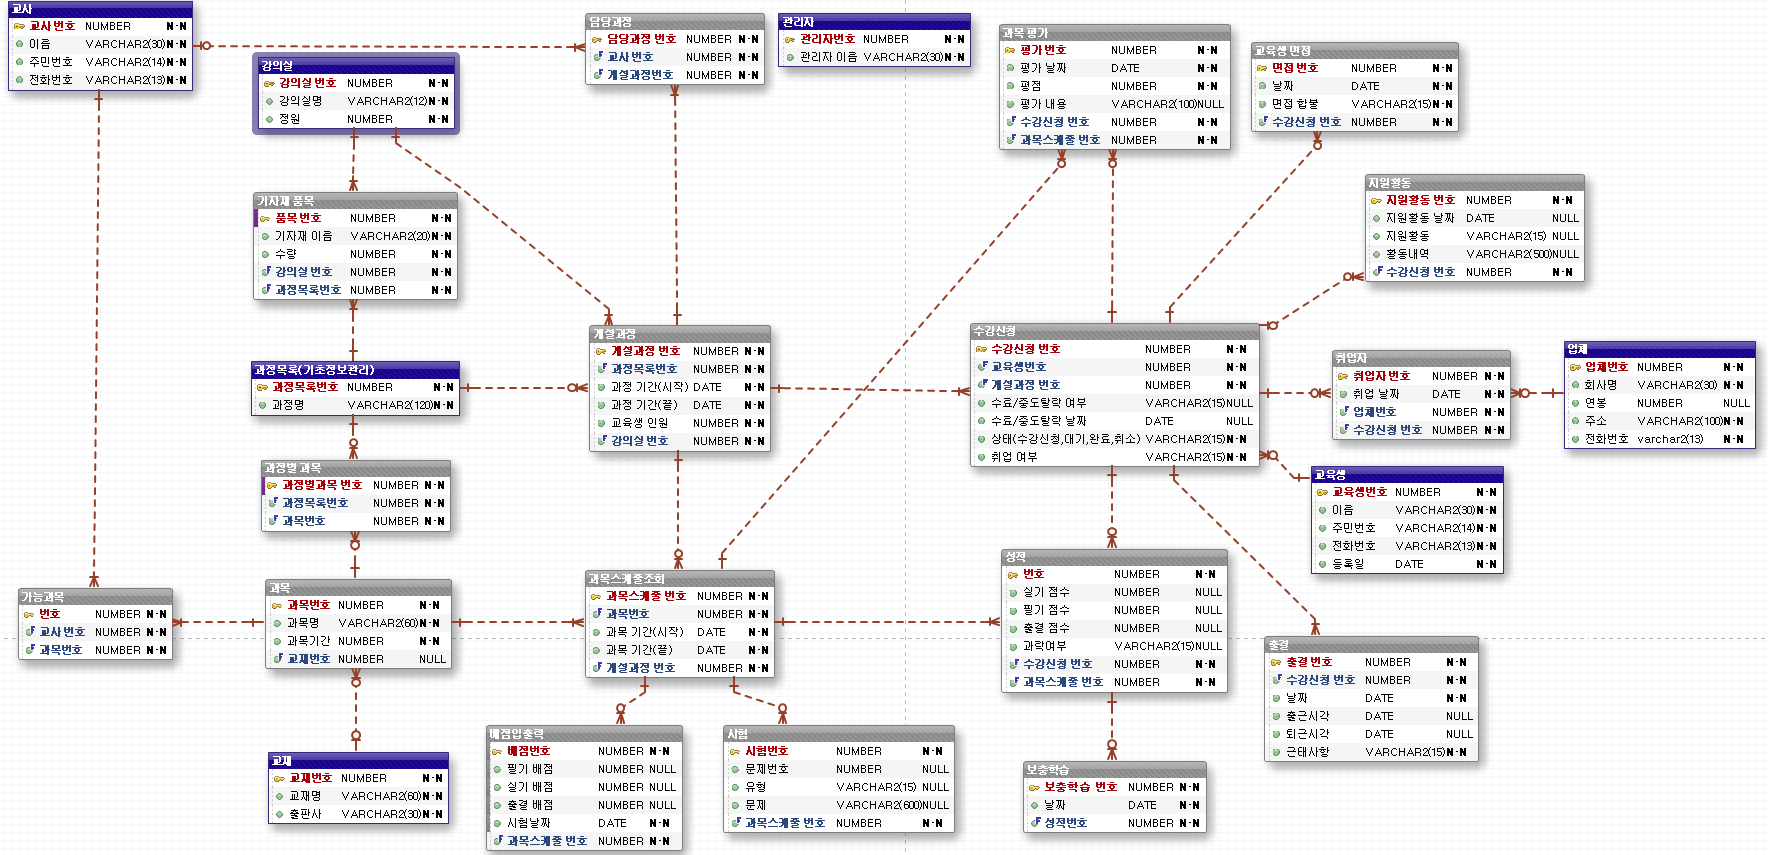 교사
교사 번호 NUMBER N-N
이름 VARCHAR2(30) N-N
주민번호 VARCHAR2(14) N-N
전화번호 VARCHAR2(13) N-N
강의실
강의실 번호 NUMBER N-N
강의실명 VARCHAR2(12) N-N
정원 NUMBER N-N
담당과정
담당과정 번호 NUMBER N-N
교사 번호 NUMBER N-N
개설과정번호 NUMBER N-N
관리자
관리자번호 NUMBER N-N
관리자 이름 VARCHAR2(30) N-N
과목 평가
평가 번호 NUMBER N-N
평가 날짜 DATE N-N
평점 NUMBER N-N
평가 내용 VARCHAR2(100) NULL
수강신청 번호 NUMBER N-N
과목스케줄 번호 NUMBER N-N
교육생 면접
면접 번호 NUMBER N-N
날짜 DATE N-N
면접 합불 VARCHAR2(15) N-N
수강신청 번호 NUMBER N-N
지원활동
지원활동 번호 NUMBER N-N
지원활동 날짜 DATE NULL
지원활동 VARCHAR2(15) NULL
활동내역 VARCHAR2(500) NULL
수강신청 번호 NUMBER N-N
기자재 품목
품목 번호 NUMBER N-N
기자재 이름 VARCHAR2(20) N-N
수량 NUMBER N-N
강의실 번호 NUMBER N-N
과정목록번호 NUMBER N-N
과정목록(기초정보관리)
과정목록번호 NUMBER N-N
과정명 VARCHAR2(120) N-N
개설과정
개설과정 번호 NUMBER N-N
과정목록번호 NUMBER N-N
과정 기간(시작) DATE N-N
과정 기간(끝) DATE N-N
교육생 인원 NUMBER N-N
강의실 번호 NUMBER N-N
수강신청
수강신청 번호 NUMBER N-N
교육생번호 NUMBER N-N
개설과정 번호 NUMBER N-N
수료/중도탈락 여부 VARCHAR2(15) NULL
수료/중도탈락 날짜 DATE NULL
상태(수강신청,대기,완료,취소) VARCHAR2(15) N-N
취업 여부 VARCHAR2(15) N-N
취업자
취업자 번호 NUMBER N-N
취업 날짜 DATE N-N
업체번호 NUMBER N-N
수강신청 번호 NUMBER N-N
업체
업체번호 NUMBER N-N
회사명 VARCHAR2(30) N-N
연봉 NUMBER NULL
주소 VARCHAR2(100) N-N
전화번호 varchar2(13) N-N
교육생
교육생번호 NUMBER N-N
이름 VARCHAR2(30) N-N
주민번호 VARCHAR2(14) N-N
전화번호 VARCHAR2(13) N-N
등록일 DATE N-N
과정별 과목
과정별과목 번호 NUMBER N-N
과정목록번호 NUMBER N-N
과목번호 NUMBER N-N
가능과목
번호 NUMBER N-N
교사 번호 NUMBER N-N
과목번호 NUMBER N-N
과목
과목번호 NUMBER N-N
과목명 VARCHAR2(60) N-N
과목기간 NUMBER N-N
교재번호 NUMBER NULL
과목스케줄조회
과목스케줄 번호 NUMBER N-N
과목번호 NUMBER N-N
과목 기간(시작) DATE N-N
과목 기간(끝) DATE N-N
개설과정 번호 NUMBER N-N
성적
번호 NUMBER N-N
실기 점수 NUMBER NULL
필기 점수 NUMBER NULL
출결 점수 NUMBER NULL
과락여부 VARCHAR2(15) NULL
수강신청 번호 NUMBER N-N
과목스케줄 번호 NUMBER N-N
출결
출결 번호 NUMBER N-N
수강신청 번호 NUMBER N-N
날짜 DATE N-N
출근시각 DATE NULL
퇴근시각 DATE NULL
근태사항 VARCHAR2(15) N-N
교재
교재번호 NUMBER N-N
교재명 VARCHAR2(60) N-N
출판사 VARCHAR2(30) N-N
배점입출력
배점번호 NUMBER N-N
필기 배점 NUMBER NULL
실기 배점 NUMBER NULL
출결 배점 NUMBER NULL
시험날짜 DATE N-N
과목스케줄 번호 NUMBER N-N
시험
시험번호 NUMBER N-N
문제번호 NUMBER NULL
유형 VARCHAR2(15) NULL
문제 VARCHAR2(600) NULL
과목스케줄 번호 NUMBER N-N
보충학습
보충학습 번호 NUMBER N-N
날짜 DATE N-N
성적번호 NUMBER N-N